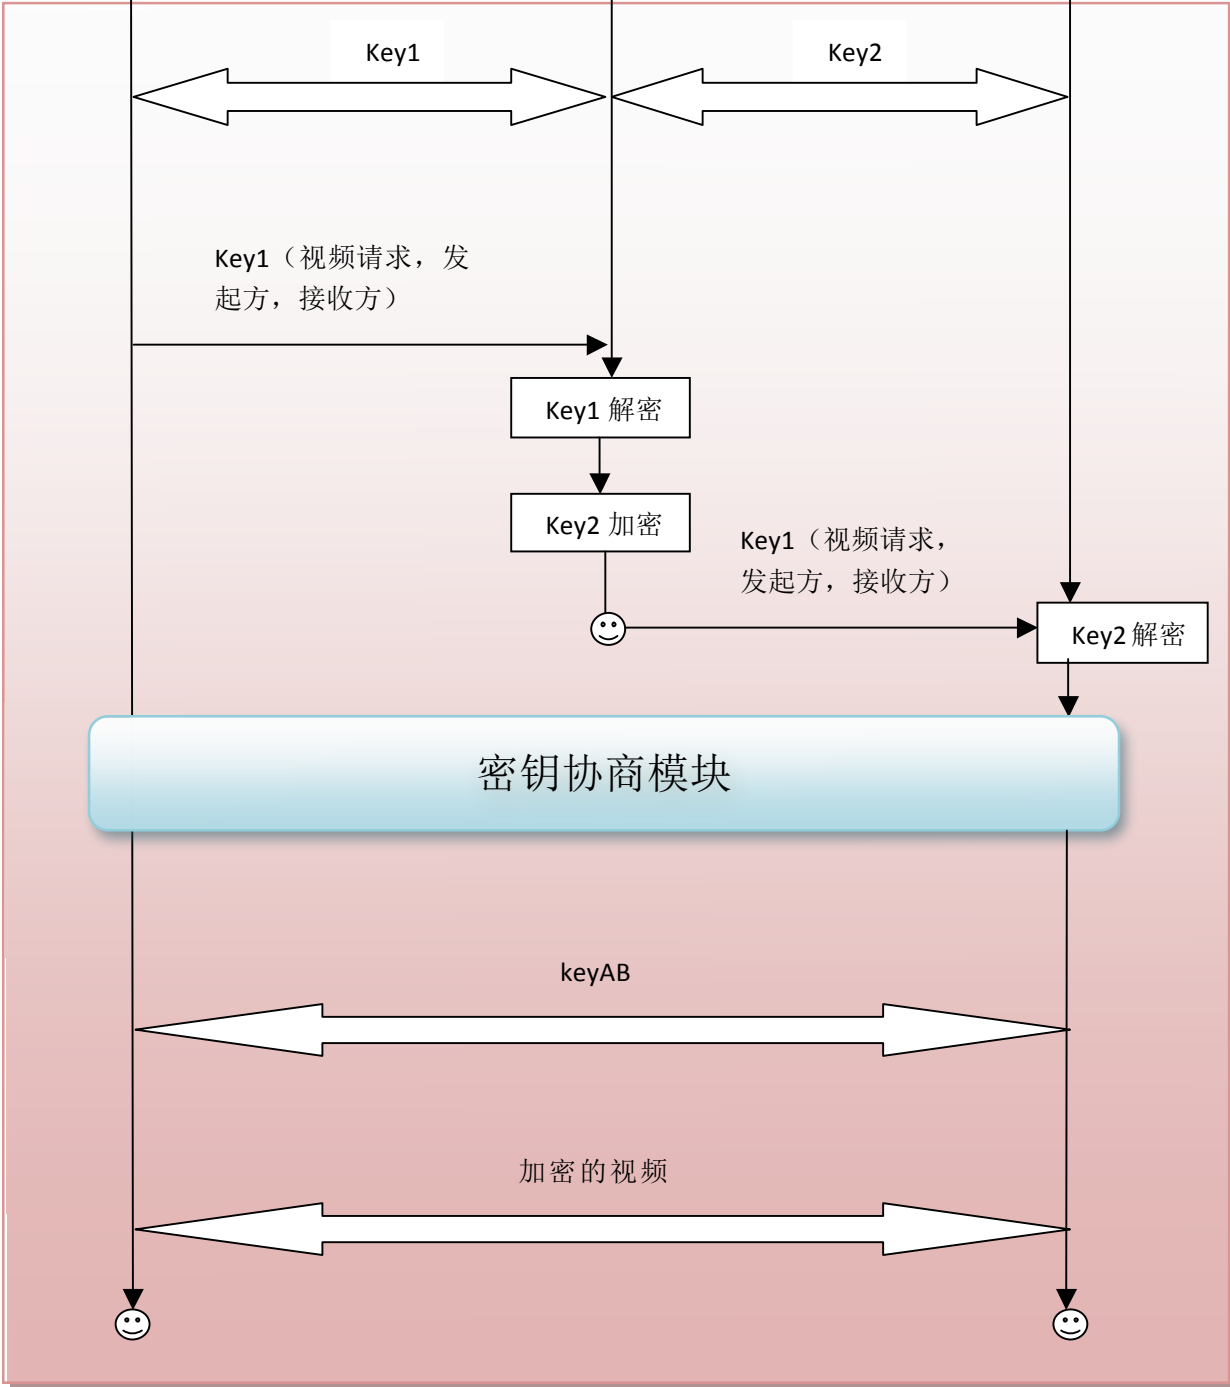 Key1
Key2
Key1（视频请求，发
起方，接收方）
Key1 解密
Key2 加密
Key1（视频请求，
发起方，接收方）
Key2 解密
密钥协商模块
keyAB
加密的视频